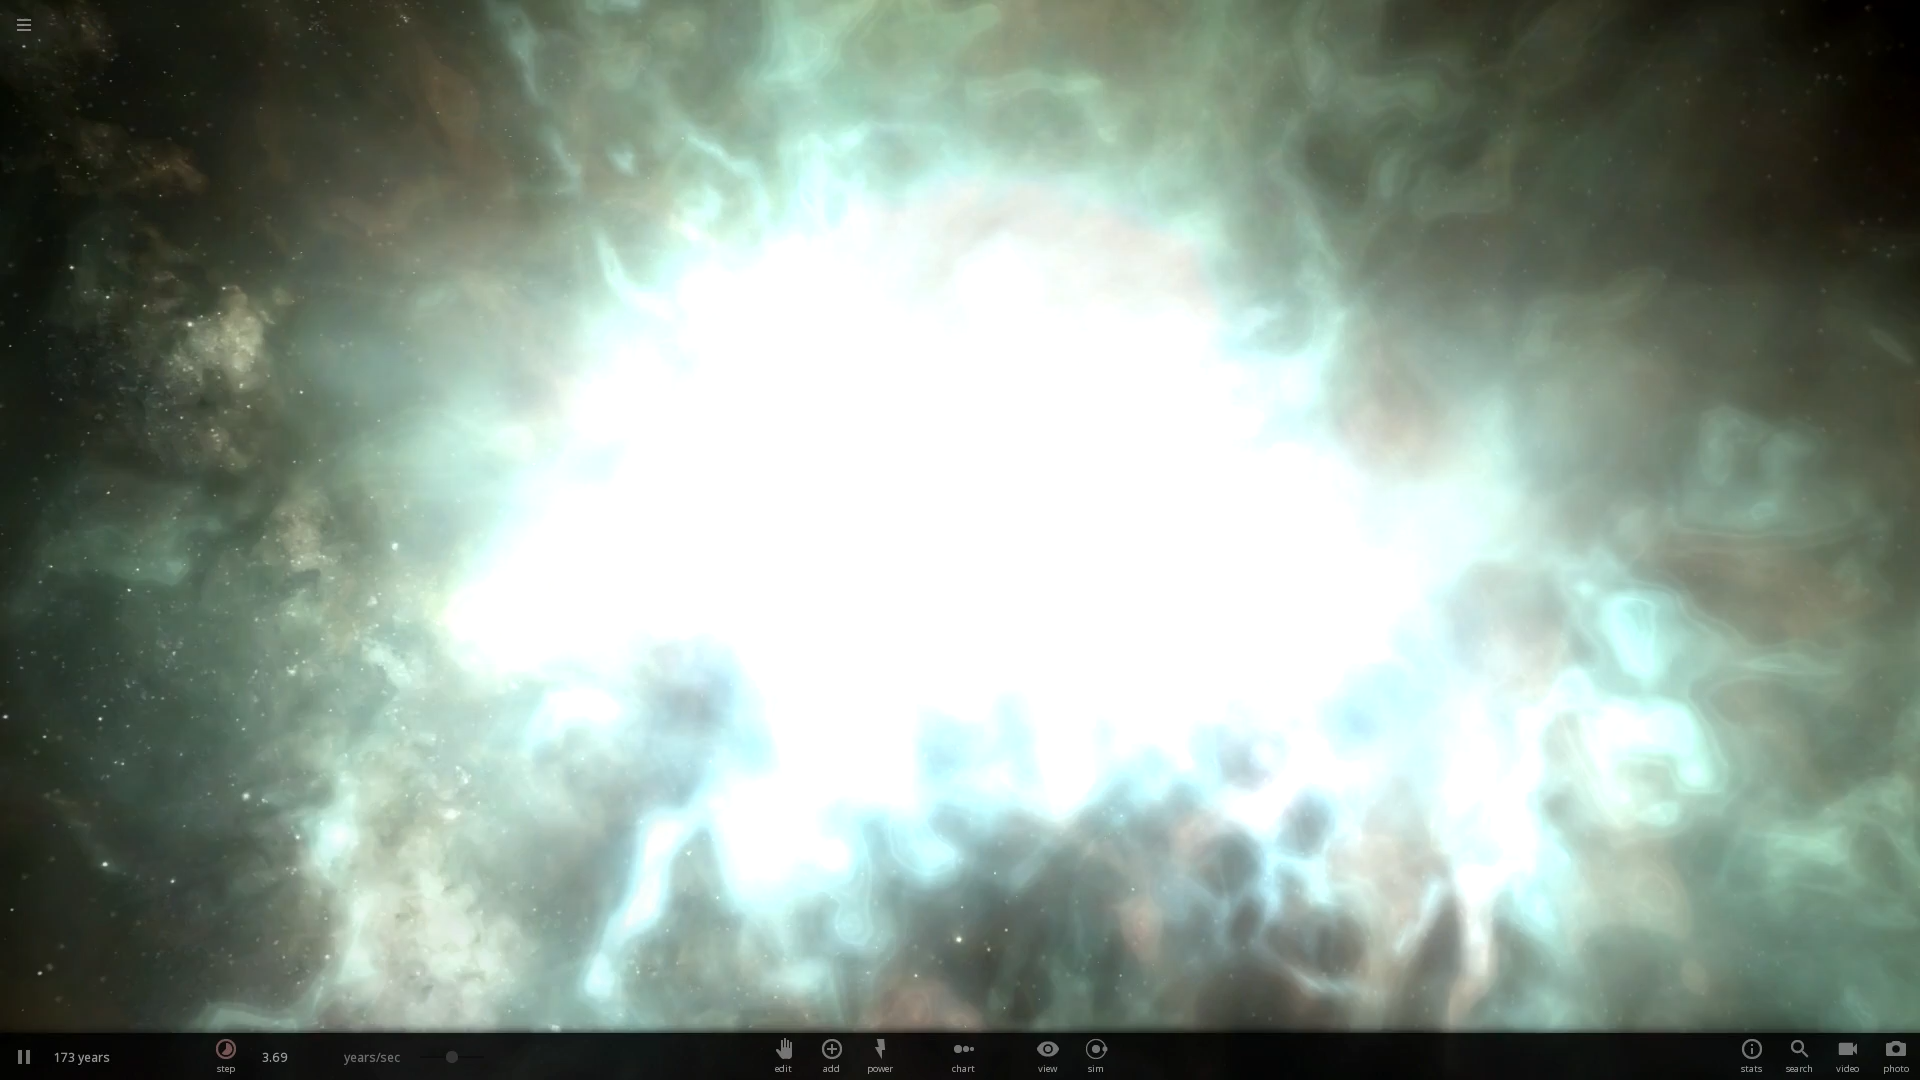 173 years
step
3.69
years/sec
edit
add
power
chart
view
sim
stats
search
video
photo